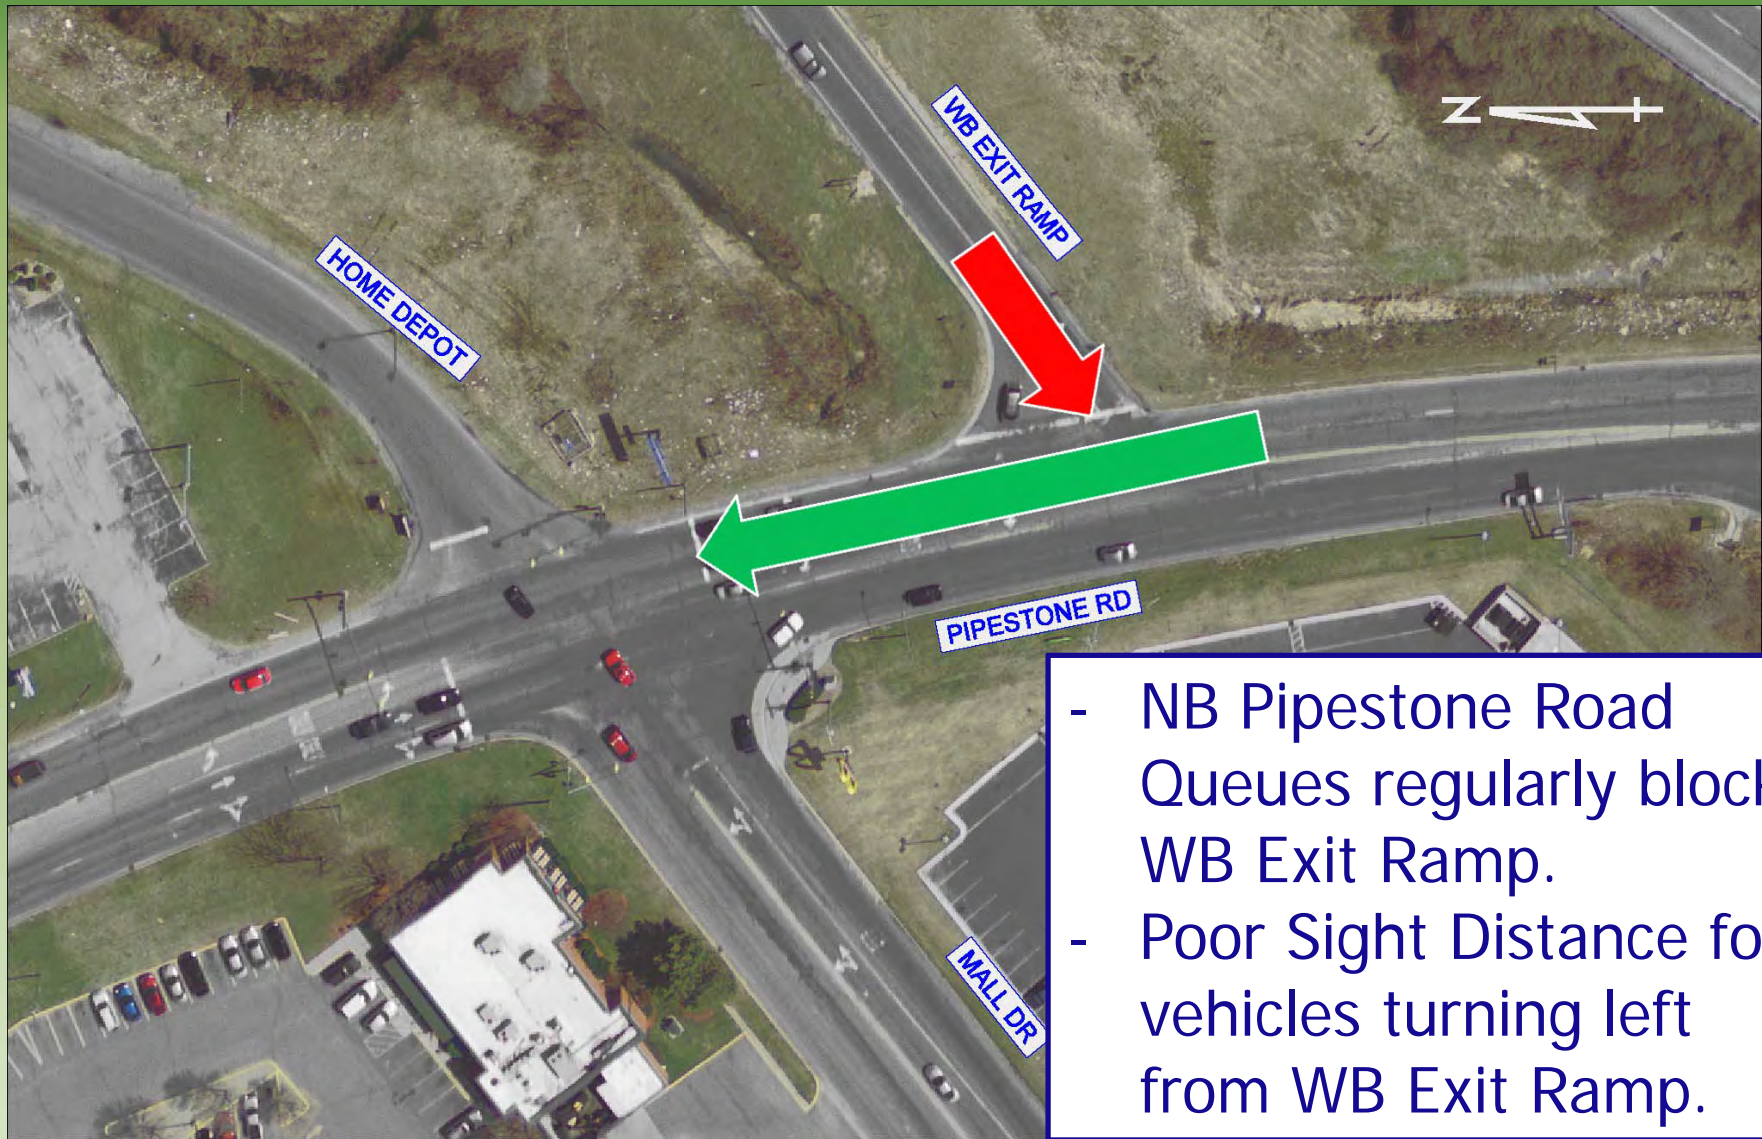 WB EXIT RAMP
N
HOME DEPOT
PIPESTONE RD
MALL DR
- NB Pipestone Road
Queues regularly block
WB Exit Ramp.
- Poor Sight Distance fo
vehicles turning left
from WB Exit Ramp.